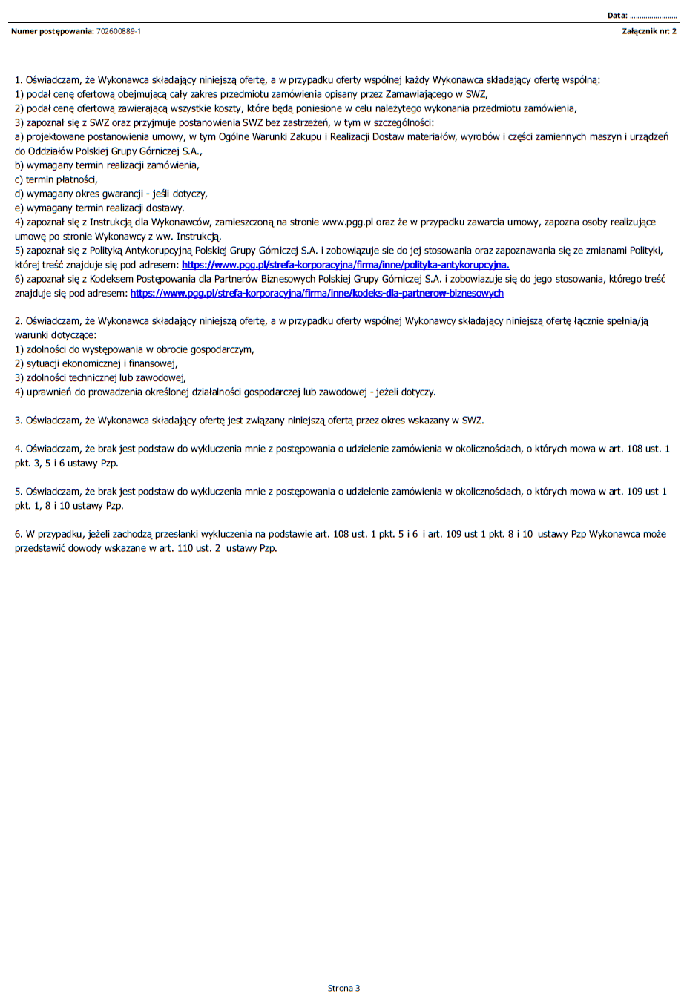 Data: ........................
Numer postępowania: 702600889-1 Załącznik nr: 2
1. Oświadczam, że Wykonawca składający niniejszą ofertę, a w przypadku oferty wspólnej każdy Wykonawca składający ofertę wspólną:
1) podał cenę ofertową obejmującą cały zakres przedmiotu zamówienia opisany przez Zamawiającego w SWZ,
2) podał cenę ofertową zawierającą wszystkie koszty, które będą poniesione w celu należytego wykonania przedmiotu zamówienia,
3) zapoznał się z SWZ oraz przyjmuje postanowienia SWZ bez zastrzeżeń, w tym w szczególności:
a) projektowane postanowienia umowy, w tym Ogólne Warunki Zakupu i Realizacji Dostaw materiałów, wyrobów i części zamiennych maszyn i urządzeń
do Oddziałów Polskiej Grupy Górniczej S.A.,
b) wymagany termin realizacji zamówienia,
c) termin płatności,
d) wymagany okres gwarancji - jeśli dotyczy,
e) wymagany termin realizacji dostawy.
4) zapoznał się z Instrukcją dla Wykonawców, zamieszczoną na stronie www.pgg.pl oraz że w przypadku zawarcia umowy, zapozna osoby realizujące
umowę po stronie Wykonawcy z ww. Instrukcją.
5) zapoznał się z Polityką Antykorupcyjną Polskiej Grupy Górniczej S.A. i zobowiązuje sie do jej stosowania oraz zapoznawania się ze zmianami Polityki,
której treść znajduje się pod adresem: https://www.pgg.pl/strefa-korporacyjna/firma/inne/polityka-antykorupcyjna.
6) zapoznał się z Kodeksem Postępowania dla Partnerów Biznesowych Polskiej Grupy Górniczej S.A. i zobowiazuje się do jego stosowania, którego treść
znajduje się pod adresem: https://www.pgg.pl/strefa-korporacyjna/firma/inne/kodeks-dla-partnerow-biznesowych
2. Oświadczam, że Wykonawca składający niniejszą ofertę, a w przypadku oferty wspólnej Wykonawcy składający niniejszą ofertę łącznie spełnia/ją
warunki dotyczące:
1) zdolności do występowania w obrocie gospodarczym,
2) sytuacji ekonomicznej i finansowej,
3) zdolności technicznej lub zawodowej,
4) uprawnień do prowadzenia określonej działalności gospodarczej lub zawodowej - jeżeli dotyczy.
3. Oświadczam, że Wykonawca składający ofertę jest związany niniejszą ofertą przez okres wskazany w SWZ.
4. Oświadczam, że brak jest podstaw do wykluczenia mnie z postępowania o udzielenie zamówienia w okolicznościach, o których mowa w art. 108 ust. 1
pkt. 3, 5 i 6 ustawy Pzp.
5. Oświadczam, że brak jest podstaw do wykluczenia mnie z postępowania o udzielenie zamówienia w okolicznościach, o których mowa w art. 109 ust 1
pkt. 1, 8 i 10 ustawy Pzp.
6. W przypadku, jeżeli zachodzą przesłanki wykluczenia na podstawie art. 108 ust. 1 pkt. 5 i 6 i art. 109 ust 1 pkt. 8 i 10 ustawy Pzp Wykonawca może
przedstawić dowody wskazane w art. 110 ust. 2 ustawy Pzp.
Strona 3